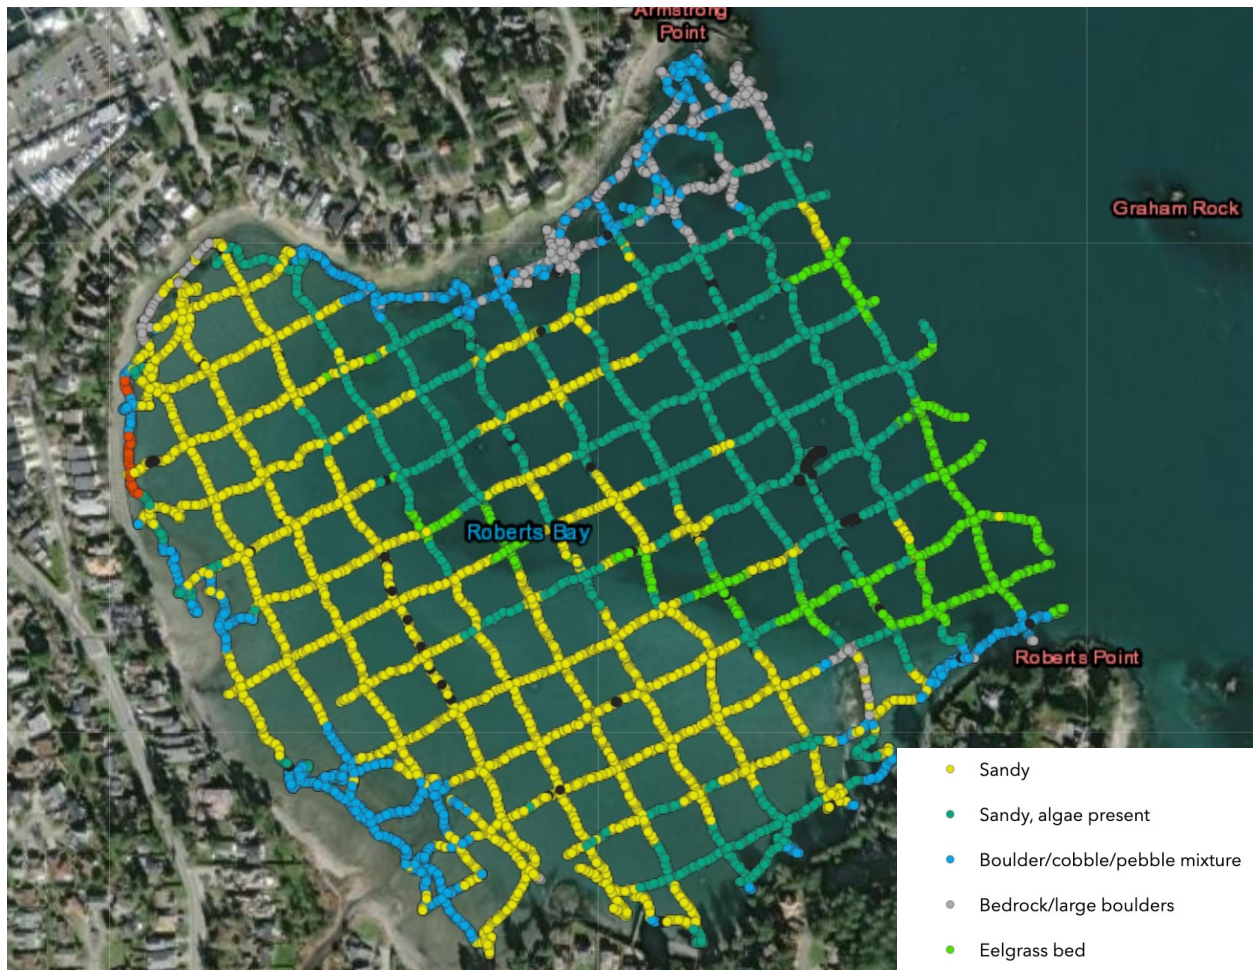 Armstrong
Point
Graham Rock
Roberts Bay
Roberts Point
Sandy
Sandy, algae present
Boulder/cobble/pebble mixture
Bedrock/large boulders
Eelgrass bed